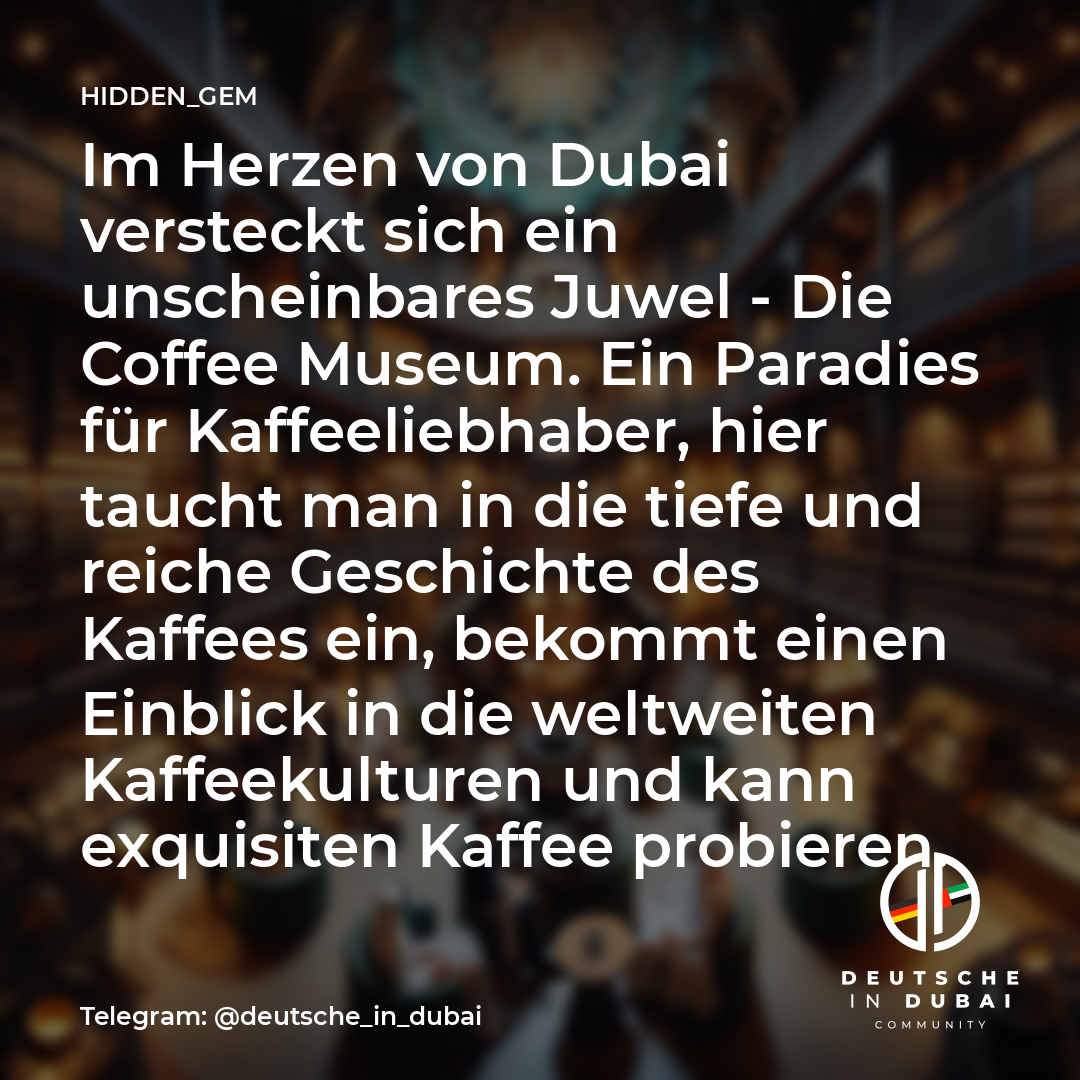 HIDDEN_GEM
Im Herzen von Dubai
versteckt sich ein
unscheinbares Juwel - Die
Coffee Museum. Ein Paradies
für Kaffeeliebhaber, hier
taucht man in die tiefe und
reiche Geschichte des
Kaffees ein, bekommt einen
Einblick in die weltweiten
Kaffeekulturen und kann
exquisiten Kaffee probieren
DEUTSCHE
IN DUBAI
COMMUNITY
Telegram: @deutsche_in_dubai